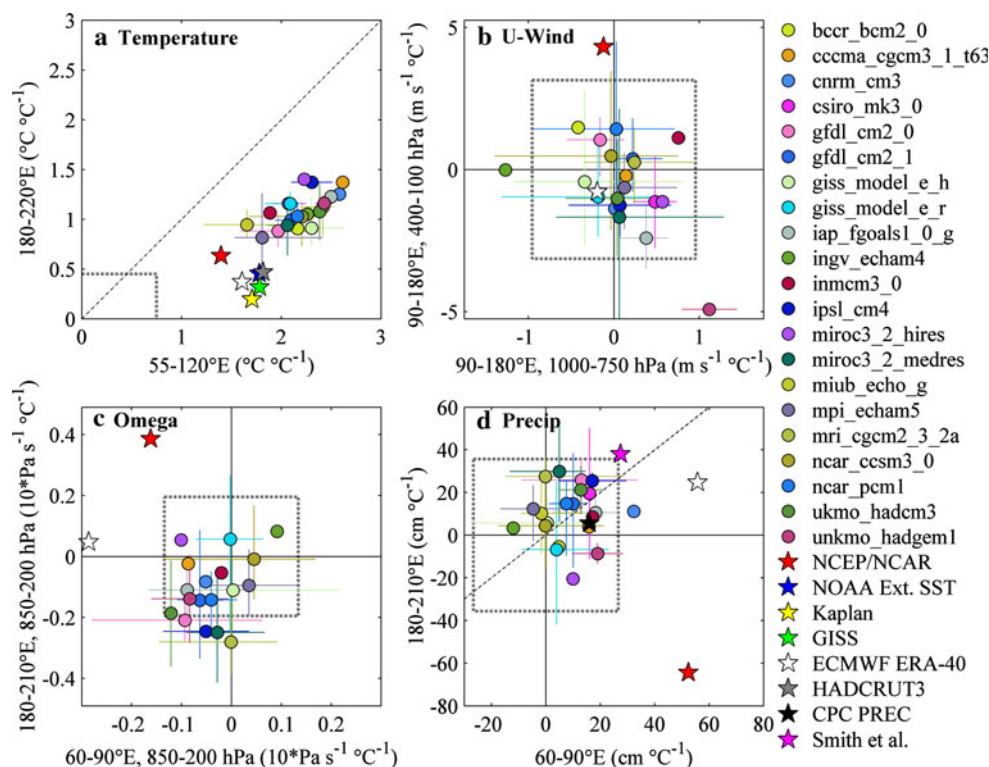 a Temperature
3
2.5
2
1.5
1
0.5
0
0
1
2
3
180-220°E (°C °C⁻¹)
55-120°E (°C °C⁻¹)
b U-Wind
5
0
-5
-1
0
1
90-180°E, 400-100 hPa (m s⁻¹ °C⁻¹)
90-180°E, 1000-750 hPa (m s⁻¹ °C⁻¹)
c Omega
0.4
0.2
0
-0.2
-0.4
-0.2
-0.1
0
0.1
180-210°E, 850-200 hPa (10*Pa s⁻¹ °C⁻¹)
60-90°E, 850-200 hPa (10*Pa s⁻¹ °C⁻¹)
d Precip
60
40
20
0
-20
-40
-60
-80
-20
0
20
40
60
180-210°E (cm °C⁻¹)
60-90°E (cm °C⁻¹)
bccr_bcm2_0
cccma_cgcm3_1_t63
cnrm_cm3
csiro_mk3_0
gfdl_cm2_0
gfdl_cm2_1
giss_model_e_h
giss_model_e_r
iap_fgoals1_0_g
ingv_echam4
inmcm3_0
ipsl_cm4
miroc3_2_hires
miroc3_2_medres
miub_echo_g
mpi_echam5
mri_cgcm2_3_2a
ncar_ccsm3_0
ncar_pcm1
ukmo_hadcm3
unkmo_hadgem1
NCEP/NCAR
NOAA Ext. SST
Kaplan
GISS
ECMWF ERA-40
HADCRUT3
CPC PREC
Smith et al.